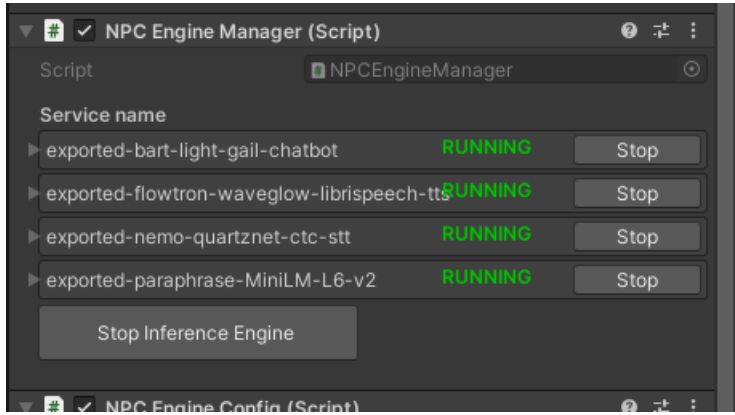 # NPC Engine Manager (Script)
Script # NPCEngineManager
Service name
exported-bart-light-gail-chatbot RUNNING Stop
exported-flowtron-waveglow-librispeech-tts RUNNING Stop
exported-nemo-quartznet-ctc-stt RUNNING Stop
exported-paraphrase-MiniLM-L6-v2 RUNNING Stop
Stop Inference Engine
# NPC Engine Config (Script)